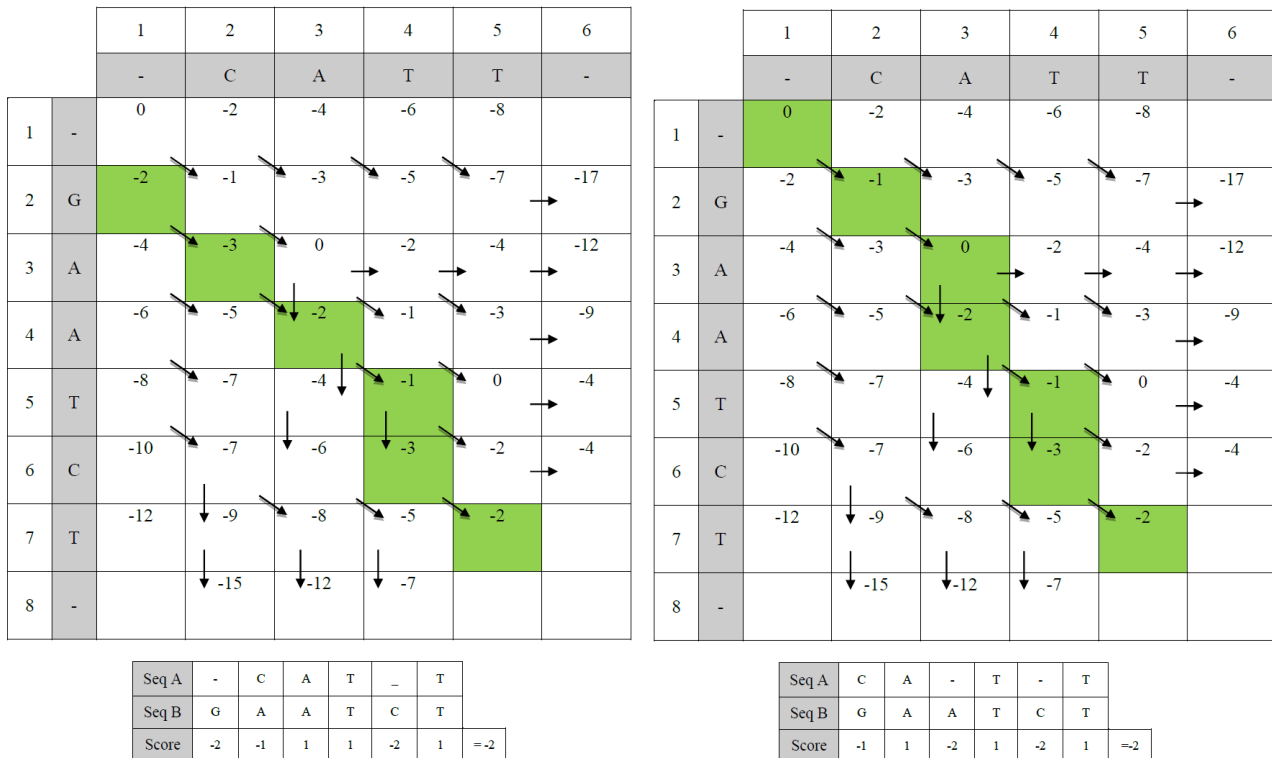 1 2 3 4 5 6
- C A T T -
1 - 0 -2 -4 -6 -8
2 G -2 -1 -3 -5 -7 -17
3 A -4 -3 0 -2 -4 -12
4 A -6 -5 -2 -1 -3 -9
5 T -8 -7 -4 -1 0 -4
6 C -10 -7 -6 -3 -2 -4
7 T -12 -9 -8 -5 -2
8 - -15 -12 -7
Seq A - C A T _ T
Seq B G A A T C T
Score -2 -1 1 1 -2 1 =-2
1 2 3 4 5 6
- C A T T -
1 - 0 -2 -4 -6 -8
2 G -2 -1 -3 -5 -7 -17
3 A -4 -3 0 -2 -4 -12
4 A -6 -5 -2 -1 -3 -9
5 T -8 -7 -4 -1 0 -4
6 C -10 -7 -6 -3 -2 -4
7 T -12 -9 -8 -5 -2
8 - -15 -12 -7
Seq A C A - T - T
Seq B G A A T C T
Score -1 1 -2 1 -2 1 =-2